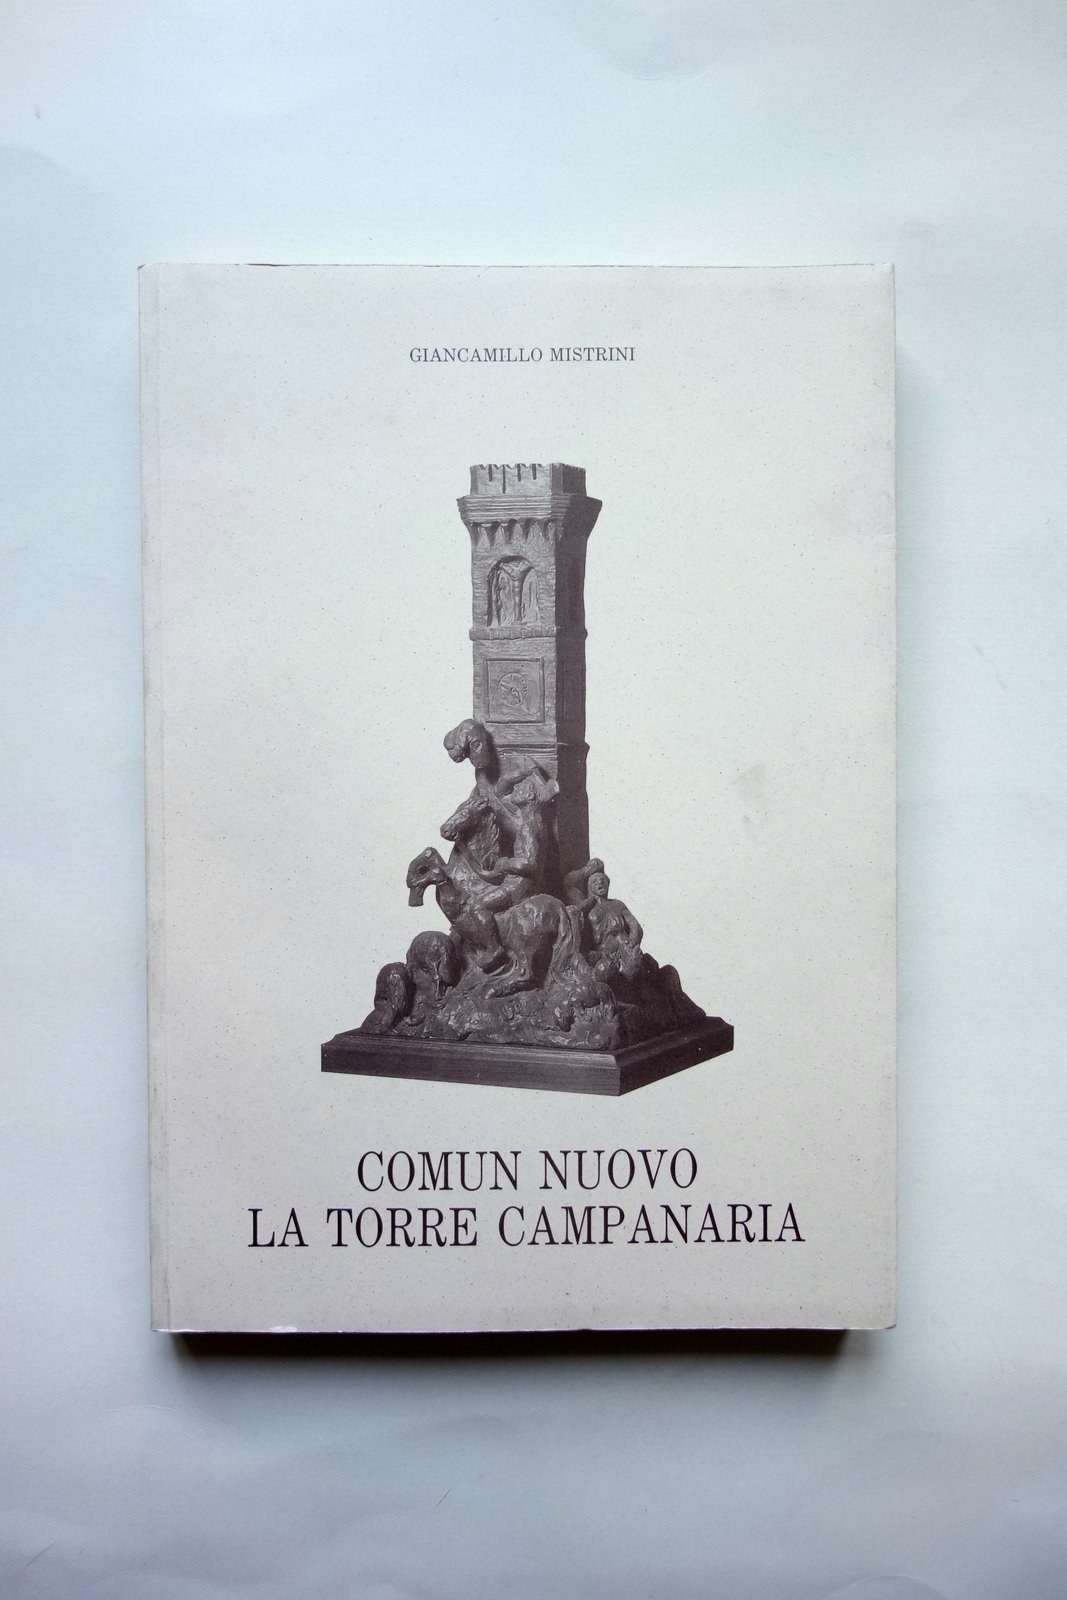 GIANCAMILLO MISTRINI
COMUN NUOVO
LA TORRE CAMPANARIA